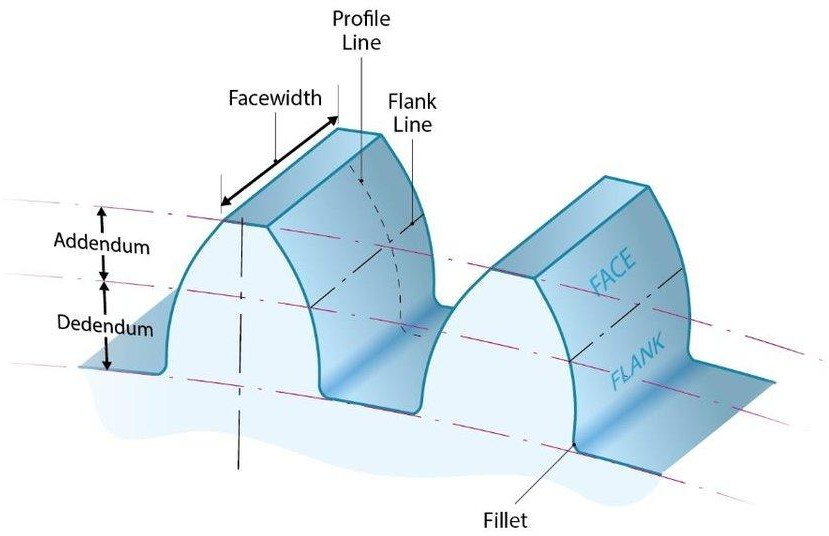 Profile
Line
Facewidth
Flank
Line
Addendum
Dedendum
FACE
FLANK
Fillet